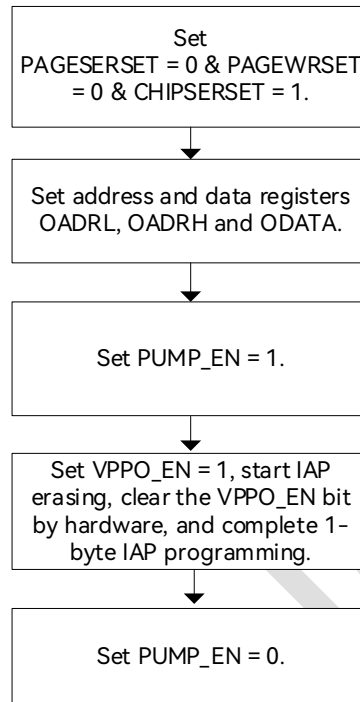 Set
PAGESERSET = 0 & PAGEWRSET
= 0 & CHIPSERSET = 1.
Set address and data registers
OADRL, OADRH and ODATA.
Set PUMP_EN = 1.
Set VPPO_EN = 1, start IAP
erasing, clear the VPPO_EN bit
by hardware, and complete 1-
byte IAP programming.
Set PUMP_EN = 0.